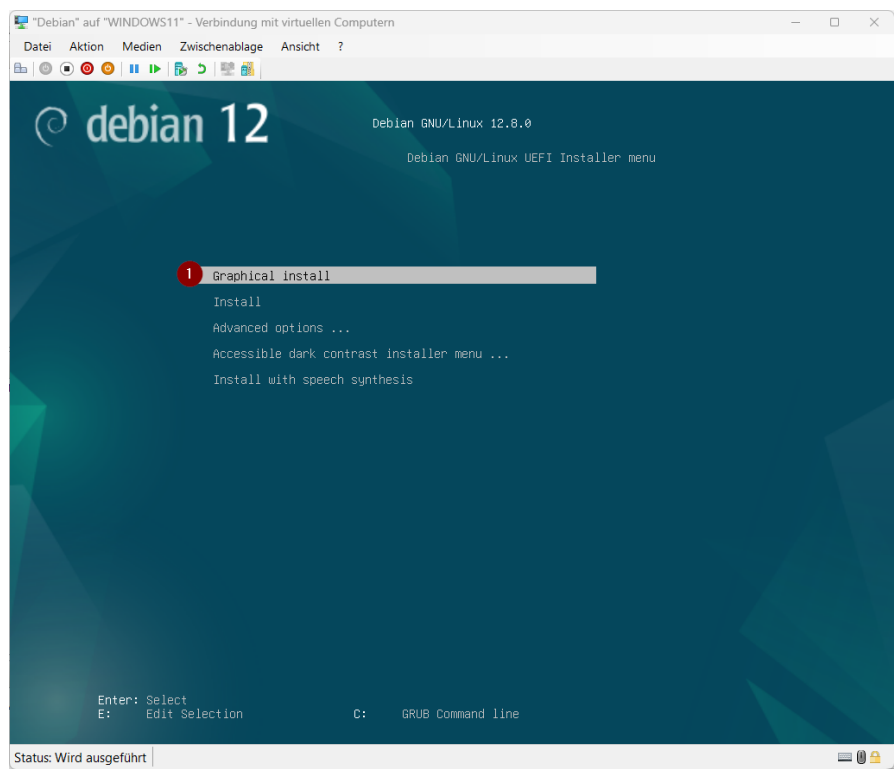 "Debian" auf "WINDOWS11" - Verbindung mit virtuellen Computern
Datei Aktion Medien Zwischenablage Ansicht ?
debian 12
Debian GNU/Linux 12.8.0
Debian GNU/Linux UEFI Installer menu
1 Graphical install
Install
Advanced options ...
Accessible dark contrast installer menu ...
Install with speech synthesis
Enter: Select
E: Edit Selection C: GRUB Command line
Status: Wird ausgeführt